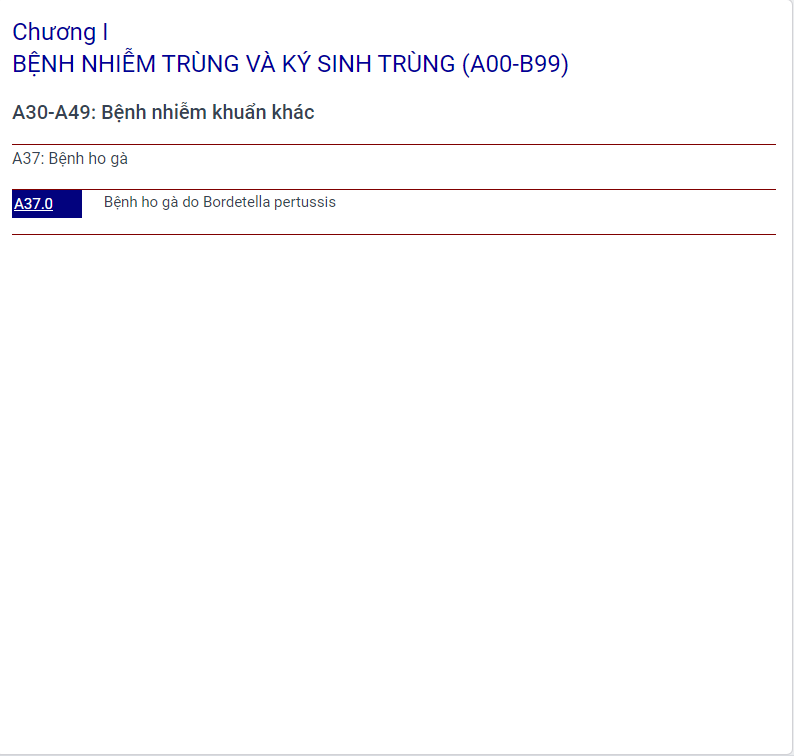 Chương I
BỆNH NHIỄM TRÙNG VÀ KÝ SINH TRÙNG (A00-B99)
A30-A49: Bệnh nhiễm khuẩn khác
A37: Bệnh ho gà
A37.0 Bệnh ho gà do Bordetella pertussis